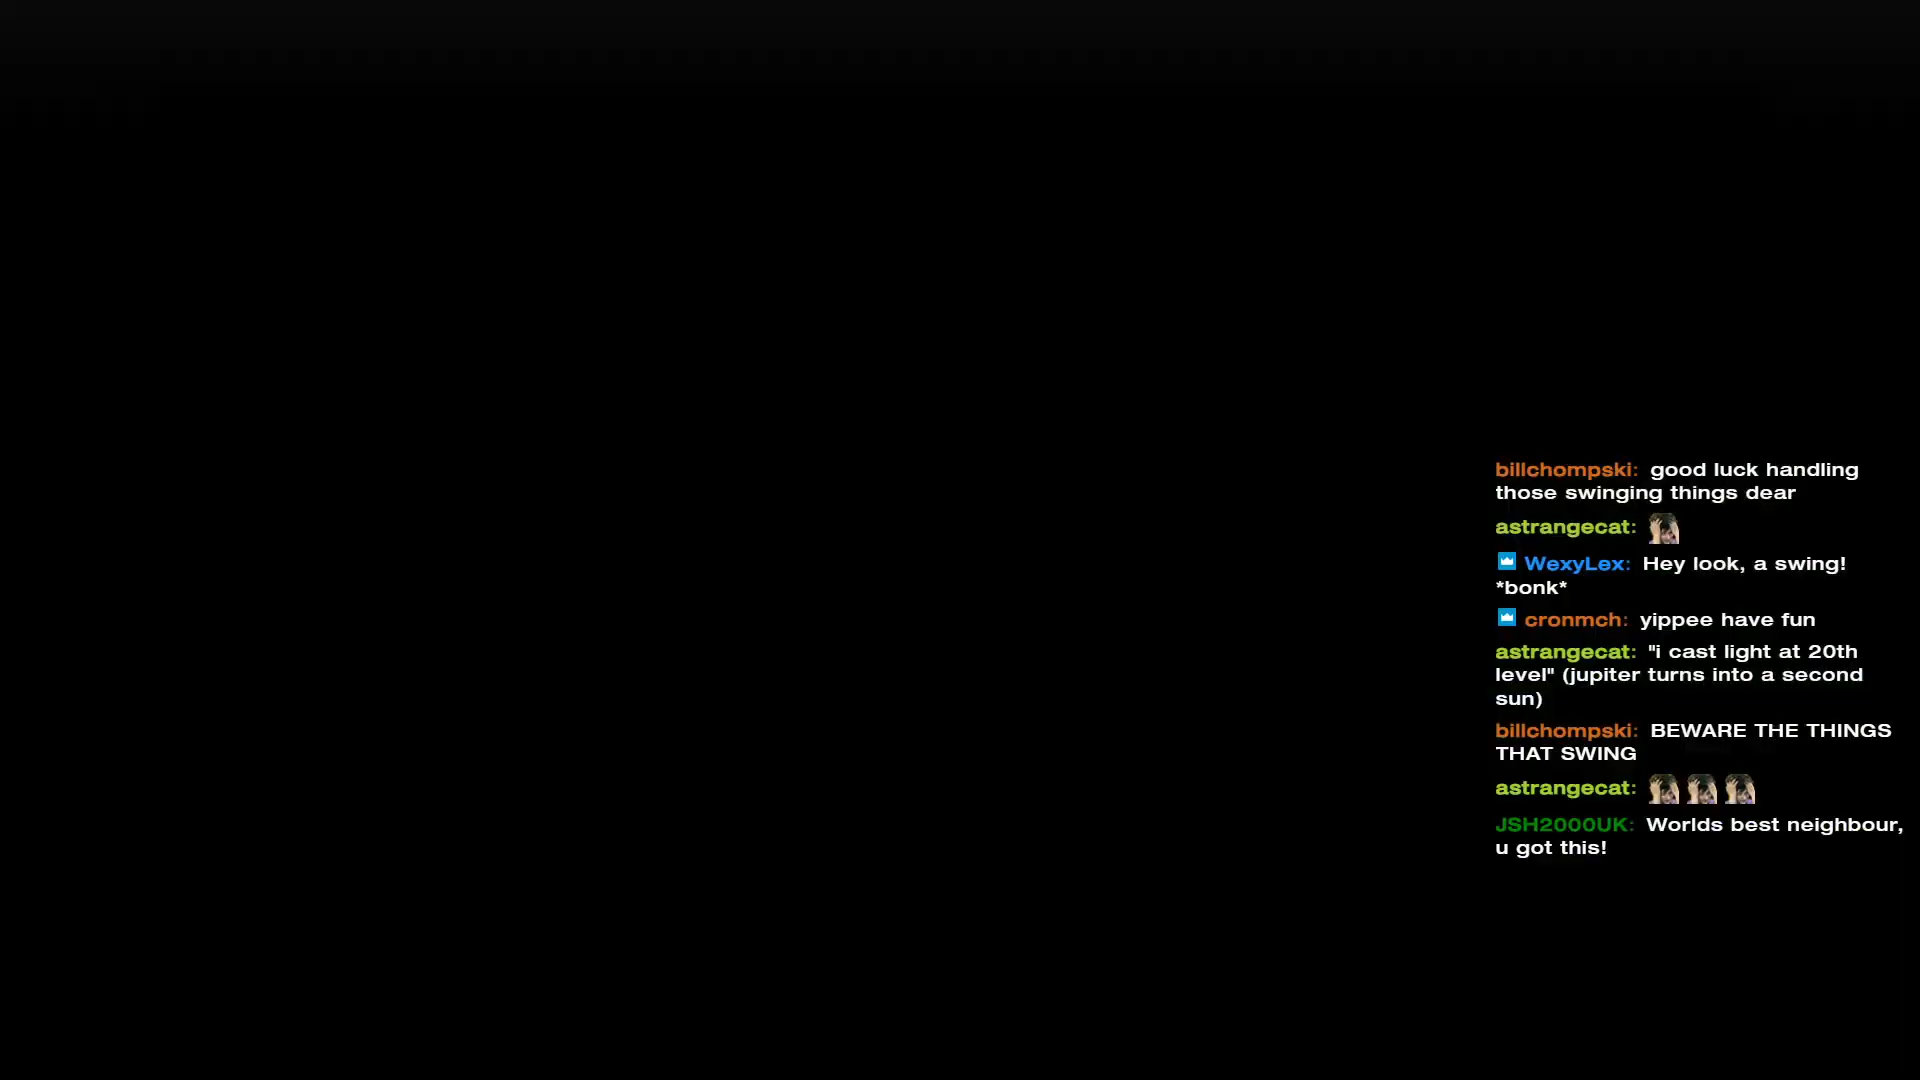 billchompski: good luck handling
those swinging things dear
astrangecat:
WexyLex: Hey look, a swing!
*bonk*
cronmch: yippee have fun
astrangecat: "i cast light at 20th
level" (jupiter turns into a second
sun)
billchompski: BEWARE THE THINGS
THAT SWING
astrangecat:
JSH2000UK: Worlds best neighbour,
u got this!